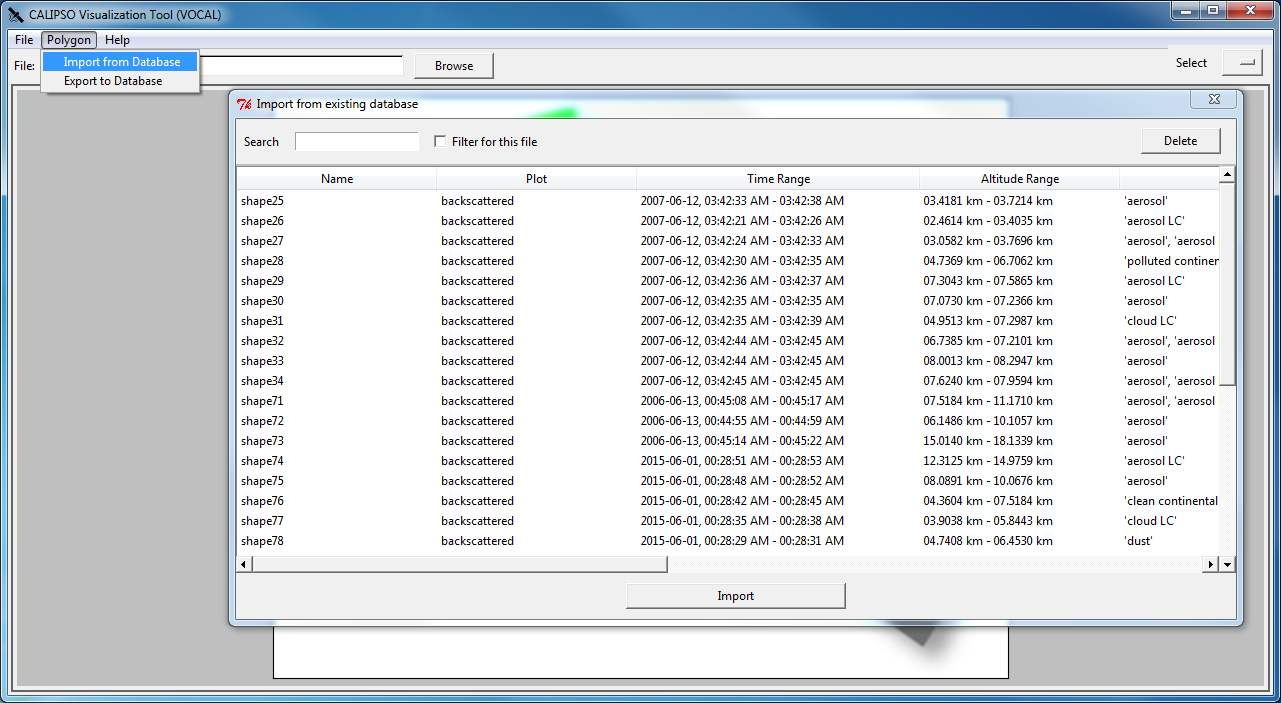 CALIPSO Visualization Tool (VOCAL)
File Polygon Help
Import from Database
Export to Database
File: Browse Select
Import from existing database
Search Filter for this file Delete
Name Plot Time Range Altitude Range
shape25 backscattered 2007-06-12, 03:42:33 AM - 03:42:38 AM 03.4181 km - 03.7214 km 'aerosol'
shape26 backscattered 2007-06-12, 03:42:21 AM - 03:42:26 AM 02.4614 km - 03.4035 km 'aerosol LC'
shape27 backscattered 2007-06-12, 03:42:24 AM - 03:42:33 AM 03.0582 km - 03.7696 km 'aerosol', 'aerosol
shape28 backscattered 2007-06-12, 03:42:30 AM - 03:42:35 AM 04.7369 km - 06.7062 km 'polluted continen
shape29 backscattered 2007-06-12, 03:42:36 AM - 03:42:37 AM 07.3043 km - 07.5865 km 'aerosol LC'
shape30 backscattered 2007-06-12, 03:42:35 AM - 03:42:35 AM 07.0730 km - 07.2366 km 'aerosol'
shape31 backscattered 2007-06-12, 03:42:35 AM - 03:42:39 AM 04.9513 km - 07.2987 km 'cloud LC'
shape32 backscattered 2007-06-12, 03:42:44 AM - 03:42:45 AM 06.7385 km - 07.2101 km 'aerosol', 'aerosol
shape33 backscattered 2007-06-12, 03:42:44 AM - 03:42:45 AM 08.0013 km - 08.2947 km 'aerosol'
shape34 backscattered 2007-06-12, 03:42:45 AM - 03:42:45 AM 07.6240 km - 07.9594 km 'aerosol', 'aerosol
shape71 backscattered 2006-06-13, 00:45:08 AM - 00:45:17 AM 07.5184 km - 11.1710 km 'aerosol', 'aerosol
shape72 backscattered 2006-06-13, 00:44:55 AM - 00:44:59 AM 06.1486 km - 10.1057 km 'aerosol'
shape73 backscattered 2006-06-13, 00:45:14 AM - 00:45:22 AM 15.0140 km - 18.1339 km 'aerosol'
shape74 backscattered 2015-06-01, 00:28:51 AM - 00:28:53 AM 12.3125 km - 14.9759 km 'aerosol LC'
shape75 backscattered 2015-06-01, 00:28:48 AM - 00:28:52 AM 08.0891 km - 10.0676 km 'aerosol'
shape76 backscattered 2015-06-01, 00:28:42 AM - 00:28:45 AM 04.3604 km - 07.5184 km 'clean continental
shape77 backscattered 2015-06-01, 00:28:35 AM - 00:28:38 AM 03.9038 km - 05.8443 km 'cloud LC'
shape78 backscattered 2015-06-01, 00:28:29 AM - 00:28:31 AM 04.7408 km - 06.4530 km 'dust'
Import